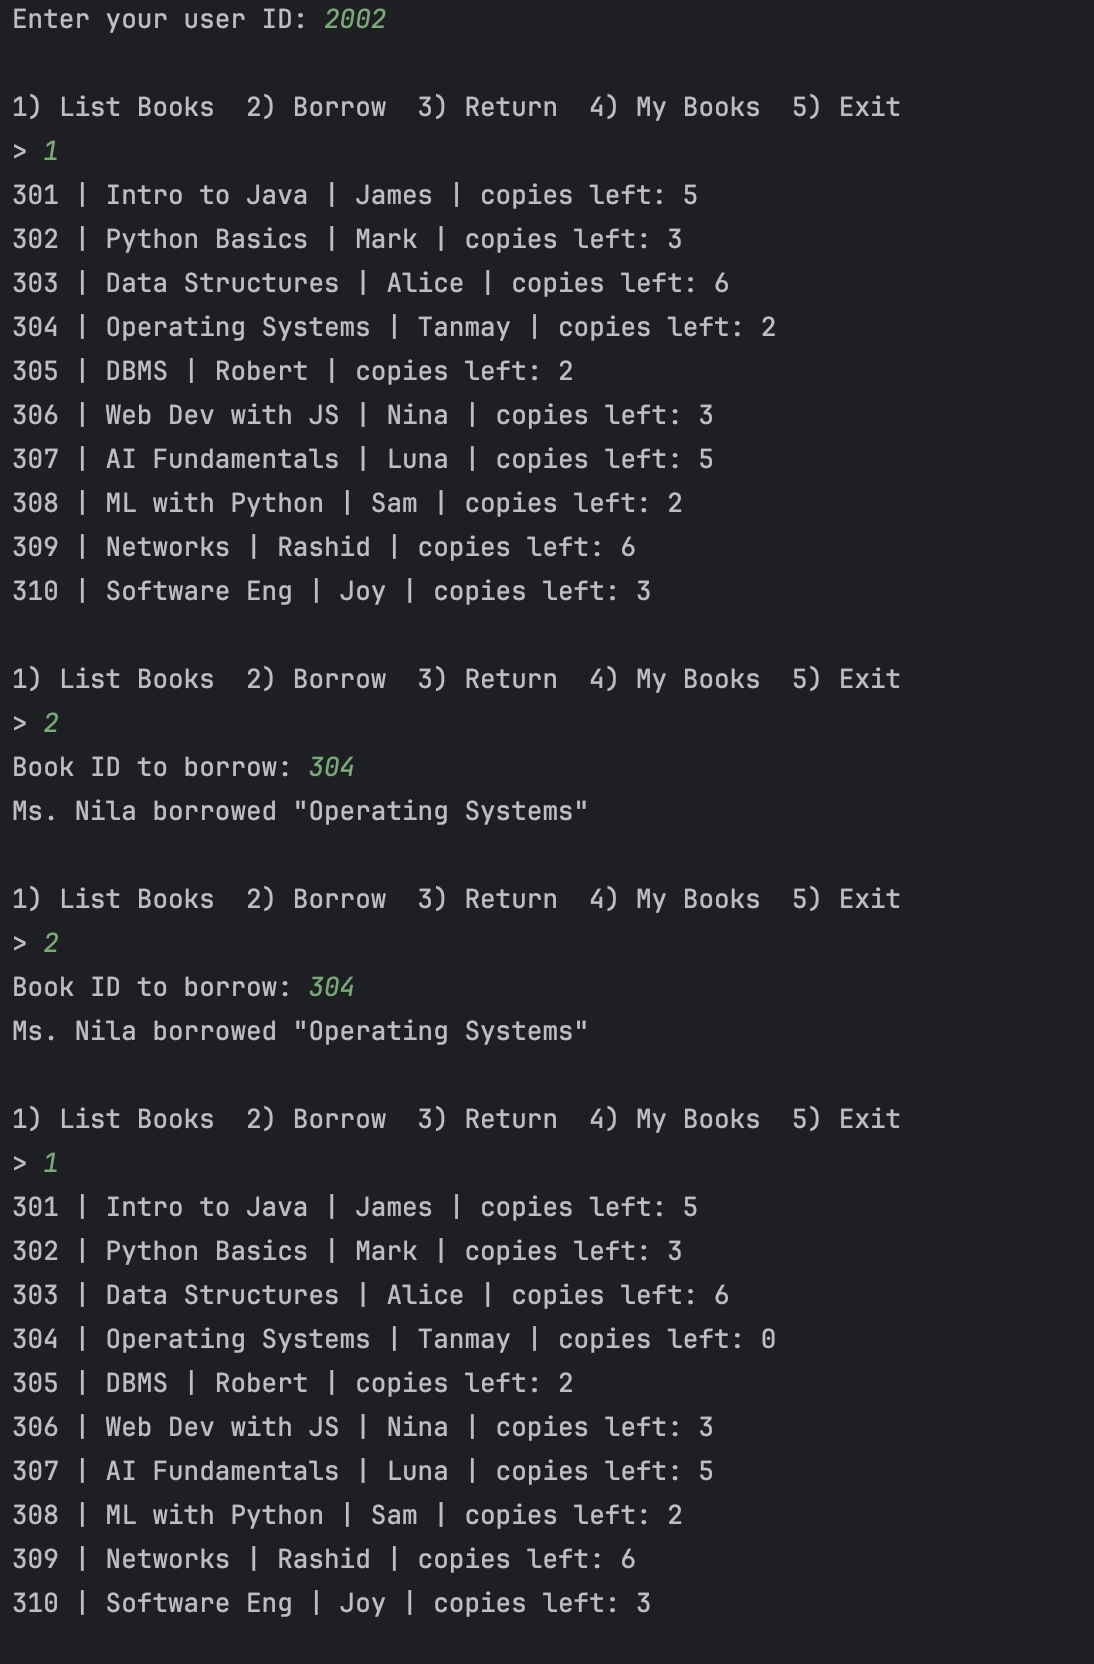 Enter your user ID: 2002
1) List Books  2) Borrow  3) Return  4) My Books  5) Exit
> 1
301 | Intro to Java | James | copies left: 5
302 | Python Basics | Mark | copies left: 3
303 | Data Structures | Alice | copies left: 6
304 | Operating Systems | Tanmay | copies left: 2
305 | DBMS | Robert | copies left: 2
306 | Web Dev with JS | Nina | copies left: 3
307 | AI Fundamentals | Luna | copies left: 5
308 | ML with Python | Sam | copies left: 2
309 | Networks | Rashid | copies left: 6
310 | Software Eng | Joy | copies left: 3
1) List Books  2) Borrow  3) Return  4) My Books  5) Exit
> 2
Book ID to borrow: 304
Ms. Nila borrowed "Operating Systems"
1) List Books  2) Borrow  3) Return  4) My Books  5) Exit
> 2
Book ID to borrow: 304
Ms. Nila borrowed "Operating Systems"
1) List Books  2) Borrow  3) Return  4) My Books  5) Exit
> 1
301 | Intro to Java | James | copies left: 5
302 | Python Basics | Mark | copies left: 3
303 | Data Structures | Alice | copies left: 6
304 | Operating Systems | Tanmay | copies left: 0
305 | DBMS | Robert | copies left: 2
306 | Web Dev with JS | Nina | copies left: 3
307 | AI Fundamentals | Luna | copies left: 5
308 | ML with Python | Sam | copies left: 2
309 | Networks | Rashid | copies left: 6
310 | Software Eng | Joy | copies left: 3